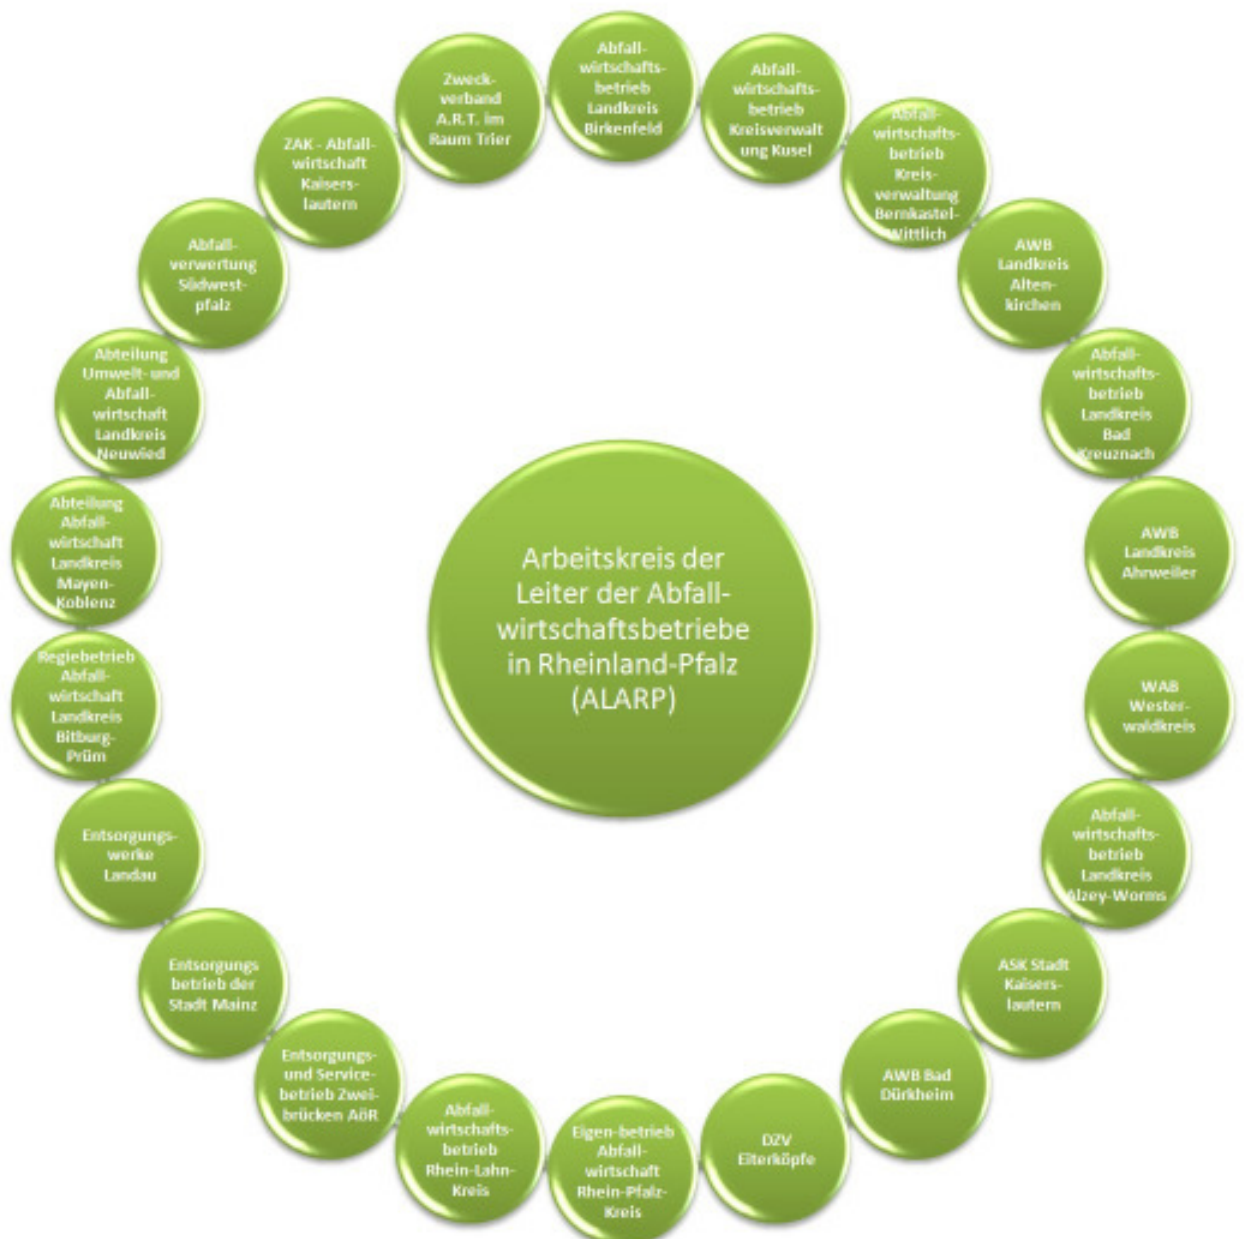 Abfall-
wirtschafts-
betrieb
Landkreis
Birkenfeld
Abfall-
wirtschafts-
betrieb
Kreisverwalt
ung Kusel
Abfall-
wirtschafts-
betrieb
Kreis-
verwaltung
Bernkastel-
Wittlich
AWB
Landkreis
Alten-
kirchen
Abfall-
wirtschafts-
betrieb
Landkreis
Bad
Kreuznach
AWB
Landkreis
Ahrweiler
WAB
Wester-
waldkreis
Abfall-
wirtschafts-
betrieb
Landkreis
Alzey-Worms
ASK Stadt
Kaisers-
lautern
AWB Bad
Dürkheim
DZV
Eiterköpfe
Eigen-betrieb
Abfall-
wirtschaft
Rhein-Pfalz-
Kreis
Abfall-
wirtschafts-
betrieb
Rhein-Lahn-
Kreis
Entsorgungs-
und Service-
betrieb Zwei-
brücken AöR
Entsorgungs
betrieb der
Stadt Mainz
Entsorgungs-
werke
Landau
Regiebetrieb
Abfall-
wirtschaft
Landkreis
Bitburg-
Prüm
Abteilung
Abfall-
wirtschaft
Landkreis
Mayen-
Koblenz
Abteilung
Umwelt- und
Abfall-
wirtschaft
Landkreis
Neuwied
Abfall-
verwertung
Südwest-
pfalz
ZAK - Abfall-
wirtschaft
Kaisers-
lautern
Zweck-
verband
A.R.T. im
Raum Trier
Arbeitskreis der
Leiter der Abfall-
wirtschaftsbetriebe
in Rheinland-Pfalz
(ALARP)